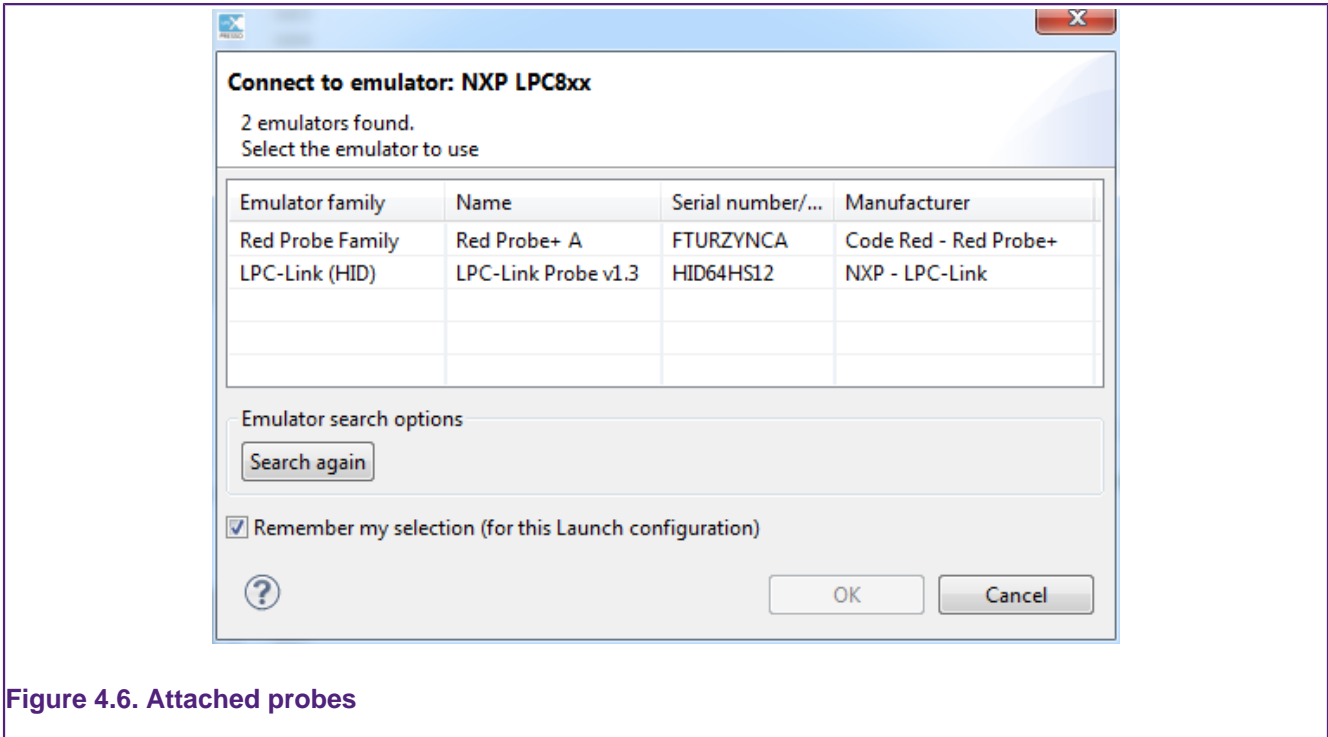 Connect to emulator: NXP LPC8xx
2 emulators found.
Select the emulator to use
Emulator family Name Serial number/... Manufacturer
Red Probe Family Red Probe+ A FTURZYNCA Code Red - Red Probe+
LPC-Link (HID) LPC-Link Probe v1.3 HID64HS12 NXP - LPC-Link
Emulator search options
Search again
Remember my selection (for this Launch configuration)
OK Cancel
Figure 4.6. Attached probes